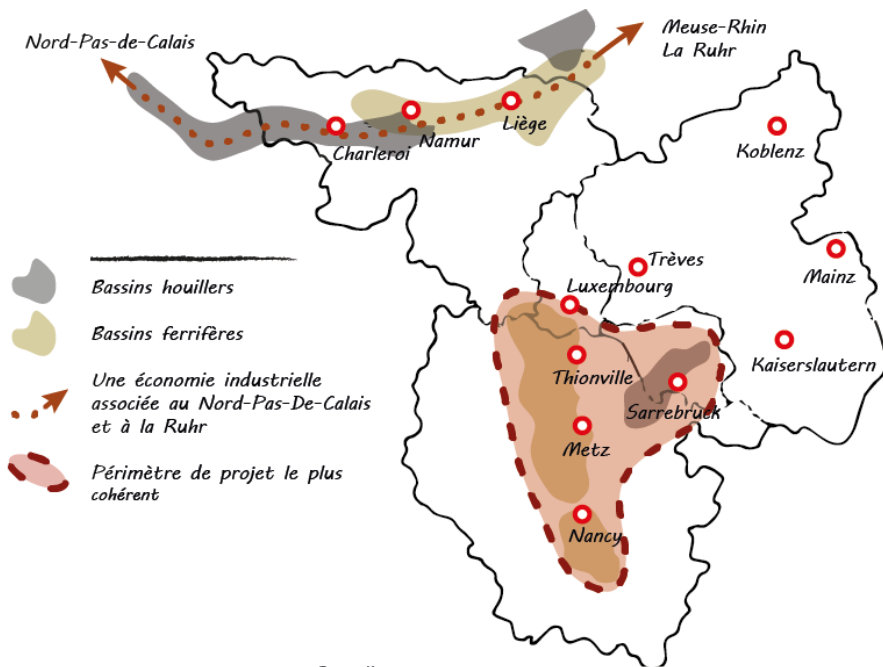 Nord-Pas-de-Calais
Meuse-Rhin
La Ruhr
Charleroi
Namur
Liège
Koblenz
Trèves
Mainz
Luxembourg
Kaiserslautern
Thionville
Sarrebruck
Metz
Nancy
Bassins houillers
Bassins ferrifères
Une économie industrielle
associée au Nord-Pas-De-Calais
et à la Ruhr
Périmètre de projet le plus
cohérent